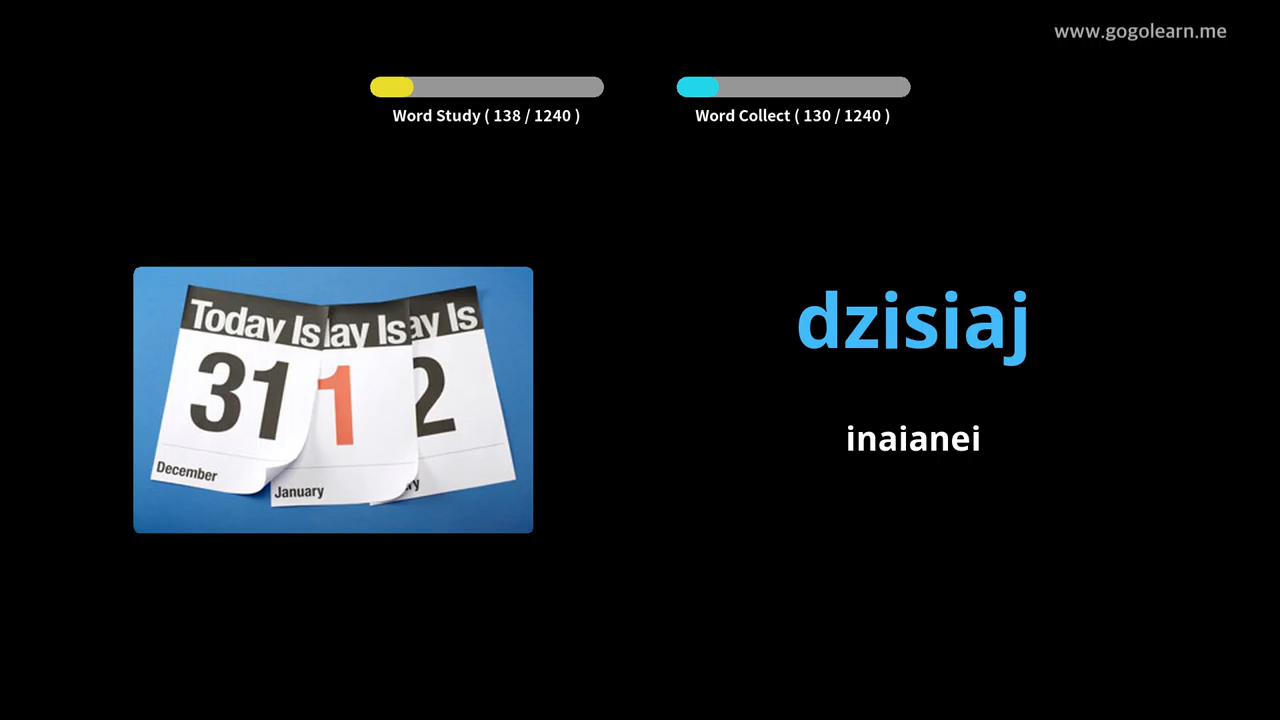 www.gogolearn.me
Word Study ( 138 / 1240 )
Word Collect ( 130 / 1240 )
Today Is
31
December
ay Is
1
January
ay Is
2
ry
dzisiaj
inaianei